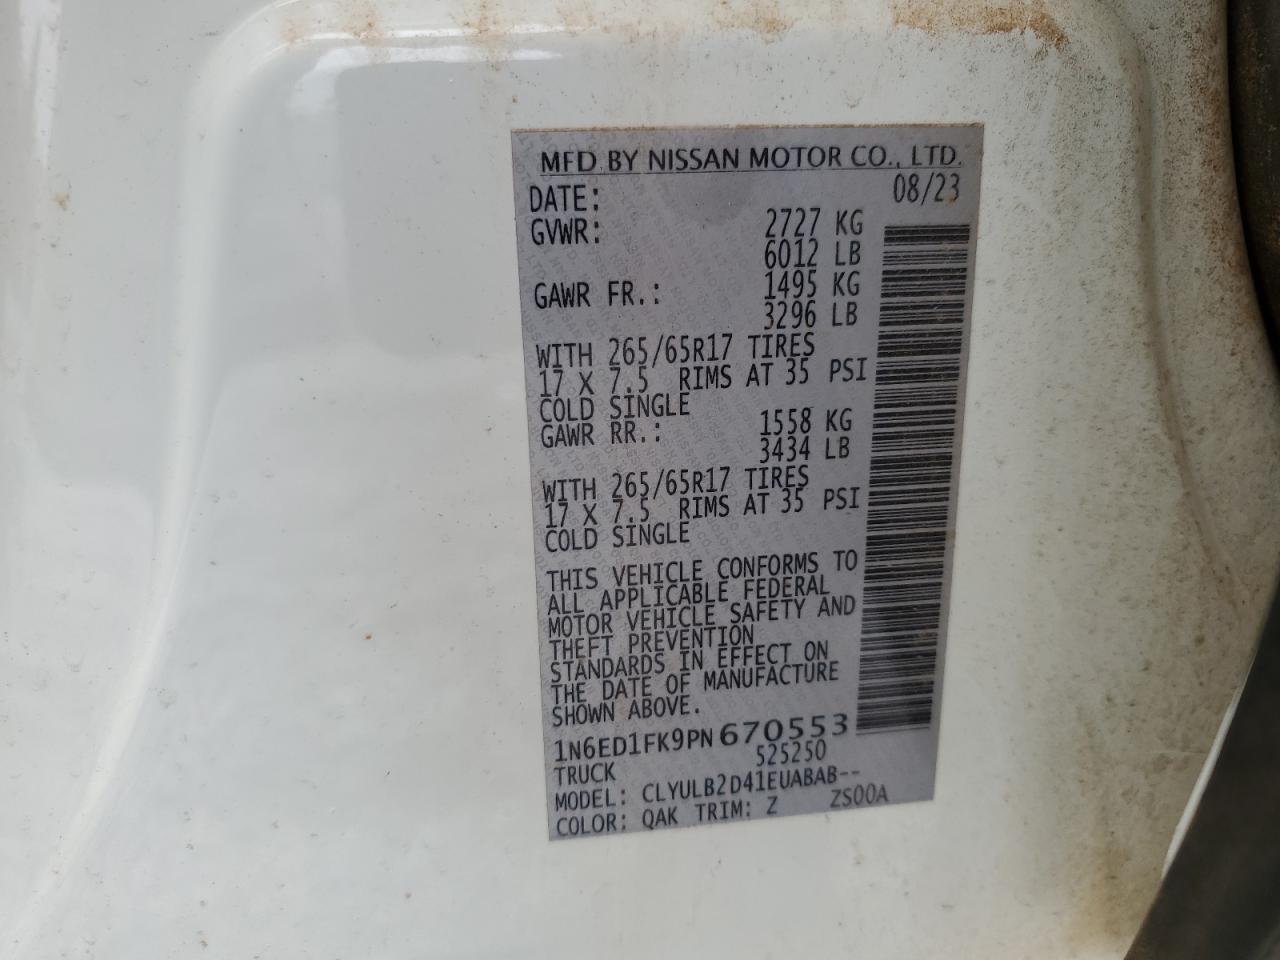 MFD. BY NISSAN MOTOR CO., LTD.
DATE: 08/23
GVWR: 2727 KG
6012 LB
GAWR FR.: 1495 KG
3296 LB
WITH 265/65R17 TIRES
17 X 7.5 RIMS AT 35 PSI
COLD SINGLE
GAWR RR.: 1558 KG
3434 LB
WITH 265/65R17 TIRES
17 X 7.5 RIMS AT 35 PSI
COLD SINGLE
THIS VEHICLE CONFORMS TO
ALL APPLICABLE FEDERAL
MOTOR VEHICLE SAFETY AND
THEFT PREVENTION
STANDARDS IN EFFECT ON
THE DATE OF MANUFACTURE
SHOWN ABOVE.
1N6ED1FK9PN670553
TRUCK 525250
MODEL: CLYULB2D41EUABAB--
COLOR: QAK TRIM: Z ZS00A